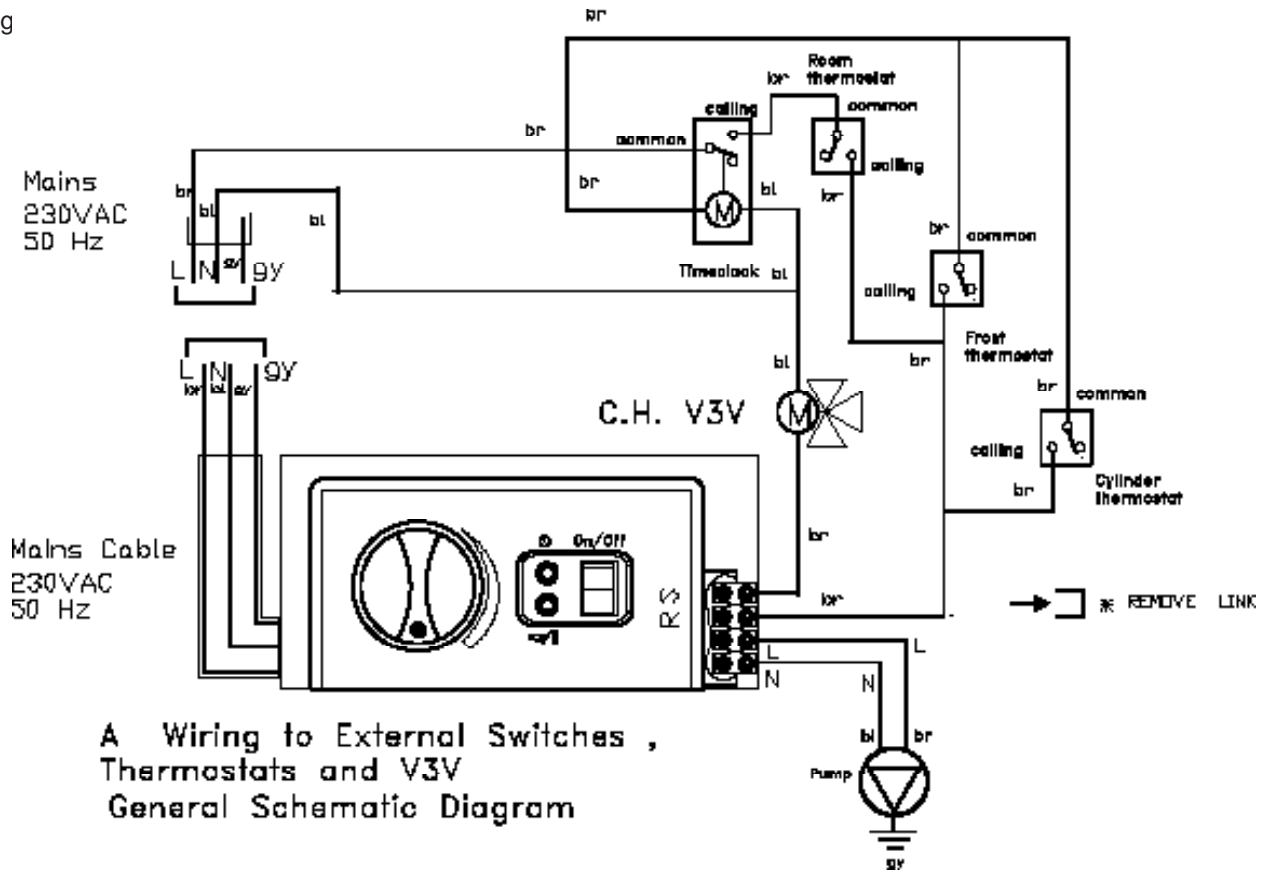 g
br
Room
thermostat
br
calling
common
br
common
calling
Mains
230VAC
50 Hz
br
bl
bl
br
M
bl
br
br
common
L N gy gy
Timeclock
bl
calling
Frost
thermostat
br
L N gy
br bl gy
bl
br
common
C.H. V3V
M
calling
Cylinder
thermostat
br
Mains Cable
230VAC
50 Hz
On/Off
RS
br
br
* REMOVE LINK
L
N
L
N
A Wiring to External Switches ,
Thermostats and V3V
General Schematic Diagram
bl
br
Pump
gy